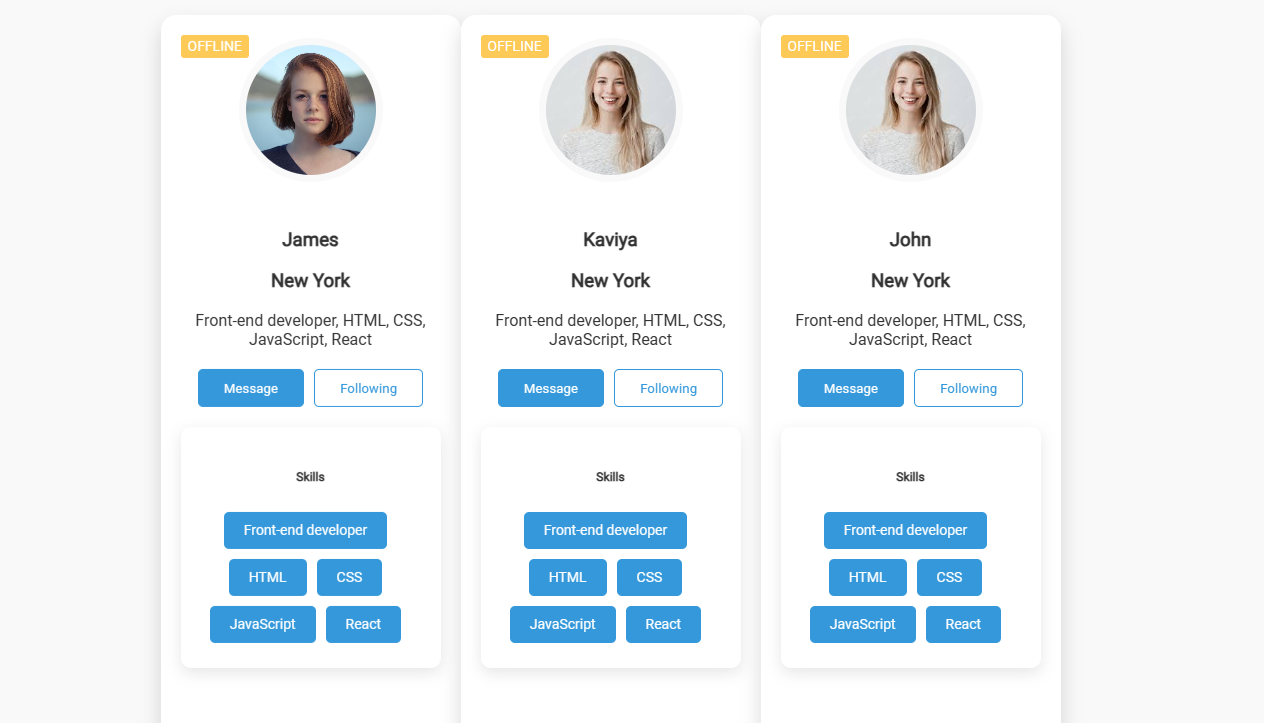 OFFLINE
James
New York
Front-end developer, HTML, CSS,
JavaScript, React
Message
Following
Skills
Front-end developer
HTML
CSS
JavaScript
React
OFFLINE
Kaviya
New York
Front-end developer, HTML, CSS,
JavaScript, React
Message
Following
Skills
Front-end developer
HTML
CSS
JavaScript
React
OFFLINE
John
New York
Front-end developer, HTML, CSS,
JavaScript, React
Message
Following
Skills
Front-end developer
HTML
CSS
JavaScript
React